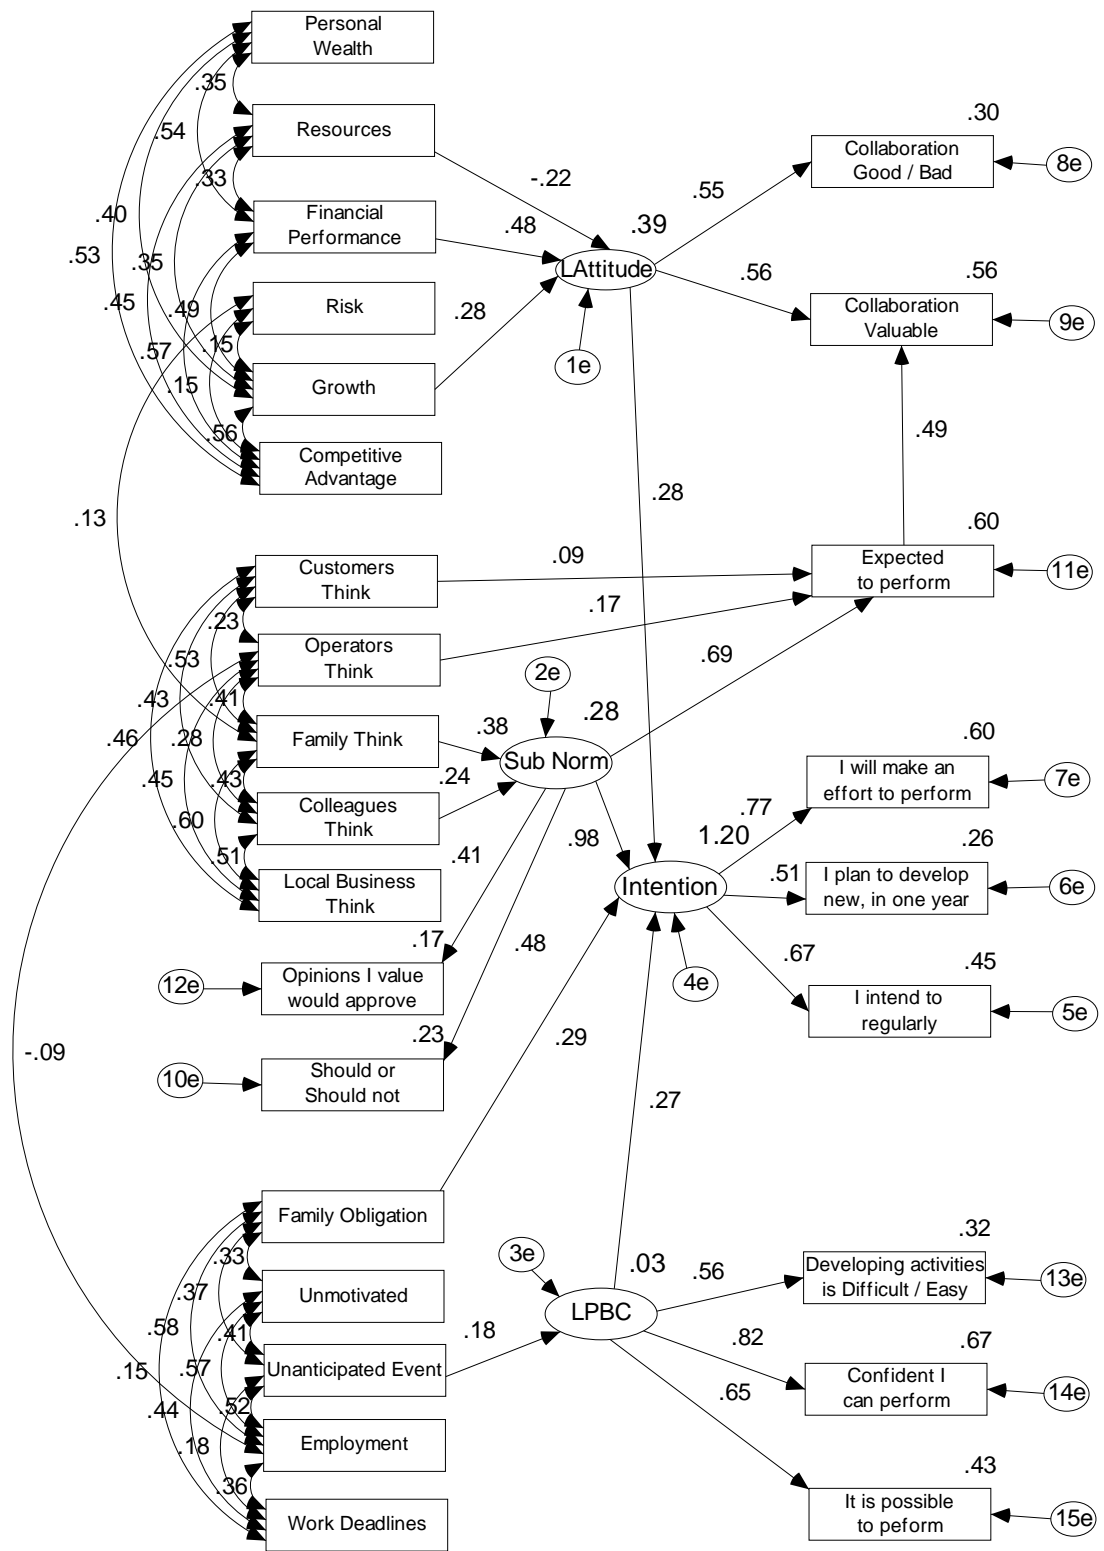 Personal
Wealth
.35
Resources
.54
.33
-.22
.30
Collaboration
Good / Bad
8e
.55
.40
Financial
Performance
.48
.39
.53
.35
LAttitude
.56
.56
.45
.49
Risk
.28
Collaboration
Valuable
9e
.57
.15
1e
.15
Growth
.56
.49
Competitive
Advantage
.28
.13
.60
Customers
Think
.09
Expected
to perform
11e
.17
.23
Operators
Think
.53
.69
2e
.43
.41
.38
.28
.46
.28
Family Think
Sub Norm
.60
.45
.43
.24
I will make an
effort to perform
7e
.60
Colleagues
Think
.77
.98
1.20
.51
.41
.26
Local Business
Think
Intention
.51
I plan to develop
new, in one year
6e
.17
.48
.67
.45
12e
Opinions I value
would approve
4e
I intend to
regularly
5e
.23
.29
-.09
10e
Should or
Should not
.27
Family Obligation
.32
.33
3e
.03
.56
Developing activities
is Difficult / Easy
13e
.37
Unmotivated
LPBC
.58
.41
.18
.82
.67
.15
.57
Unanticipated Event
.65
Confident I
can perform
14e
.44
.52
.18
Employment
.43
.36
It is possible
to peform
15e
Work Deadlines